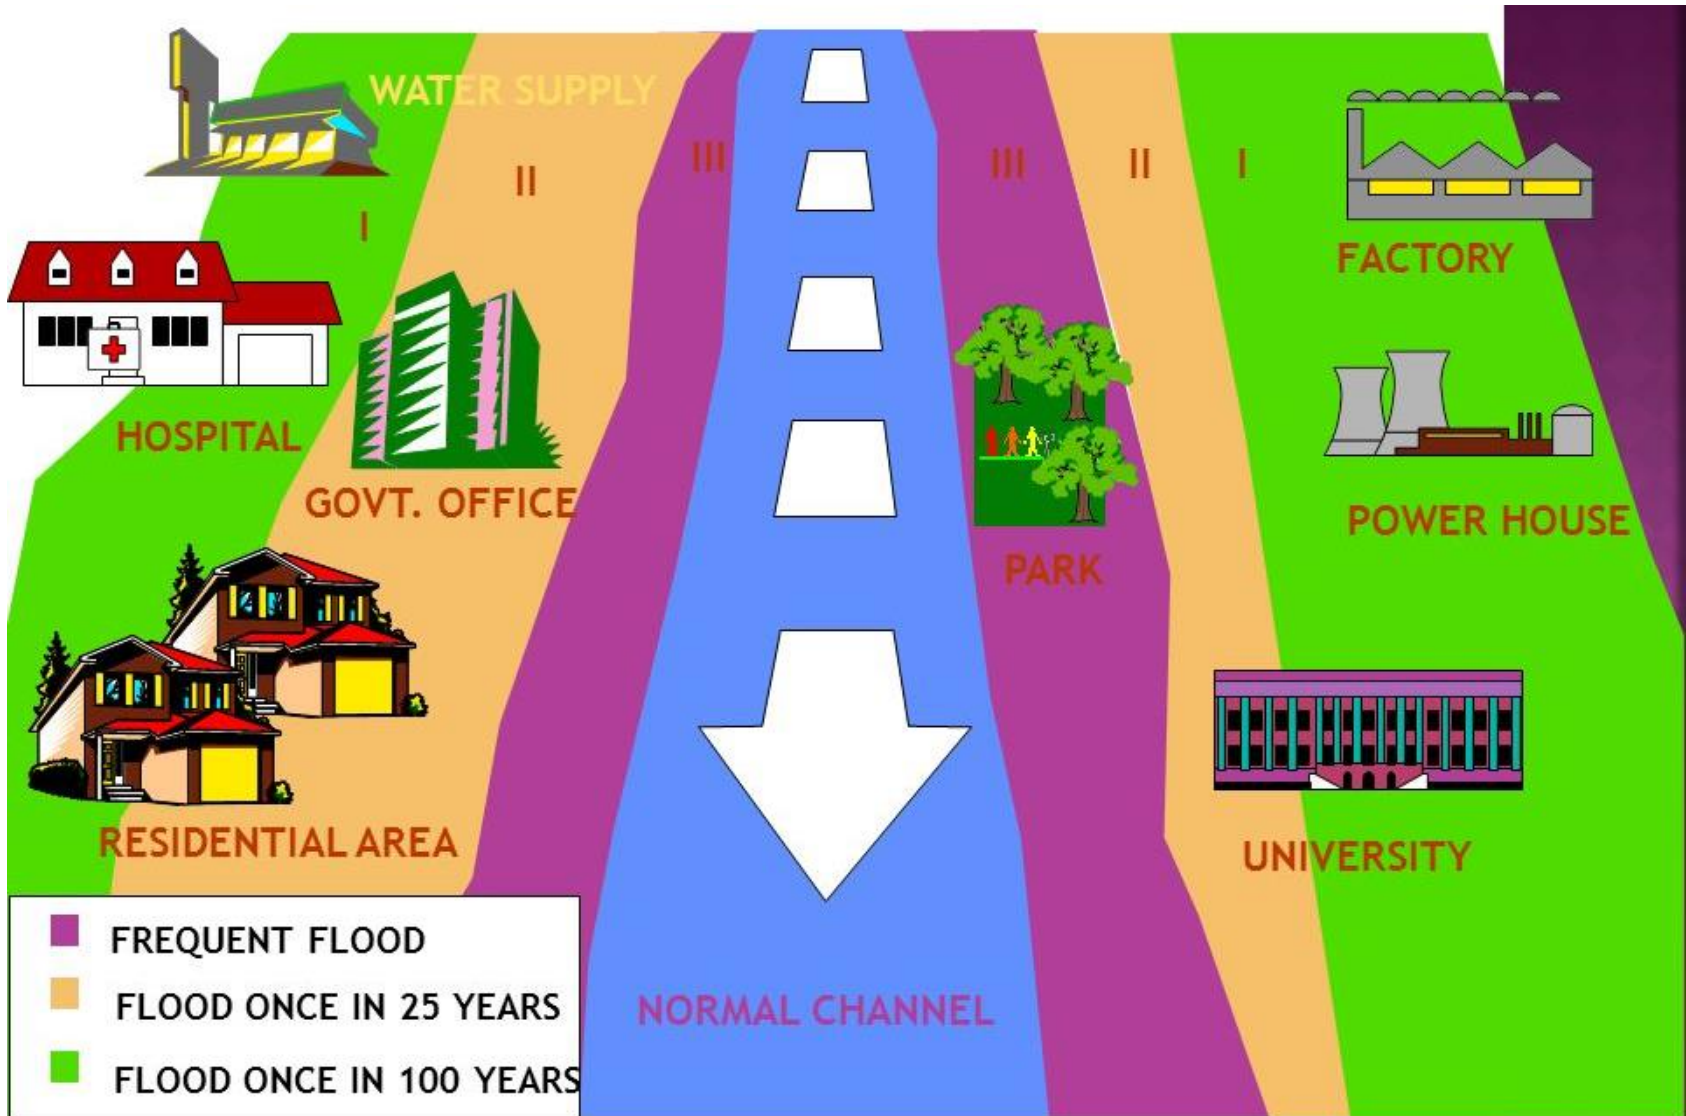 WATER SUPPLY
III
III
II
I
II
I
FACTORY
HOSPITAL
GOVT. OFFICE
POWER HOUSE
PARK
RESIDENTIAL AREA
UNIVERSITY
FREQUENT FLOOD
FLOOD ONCE IN 25 YEARS
NORMAL CHANNEL
FLOOD ONCE IN 100 YEARS